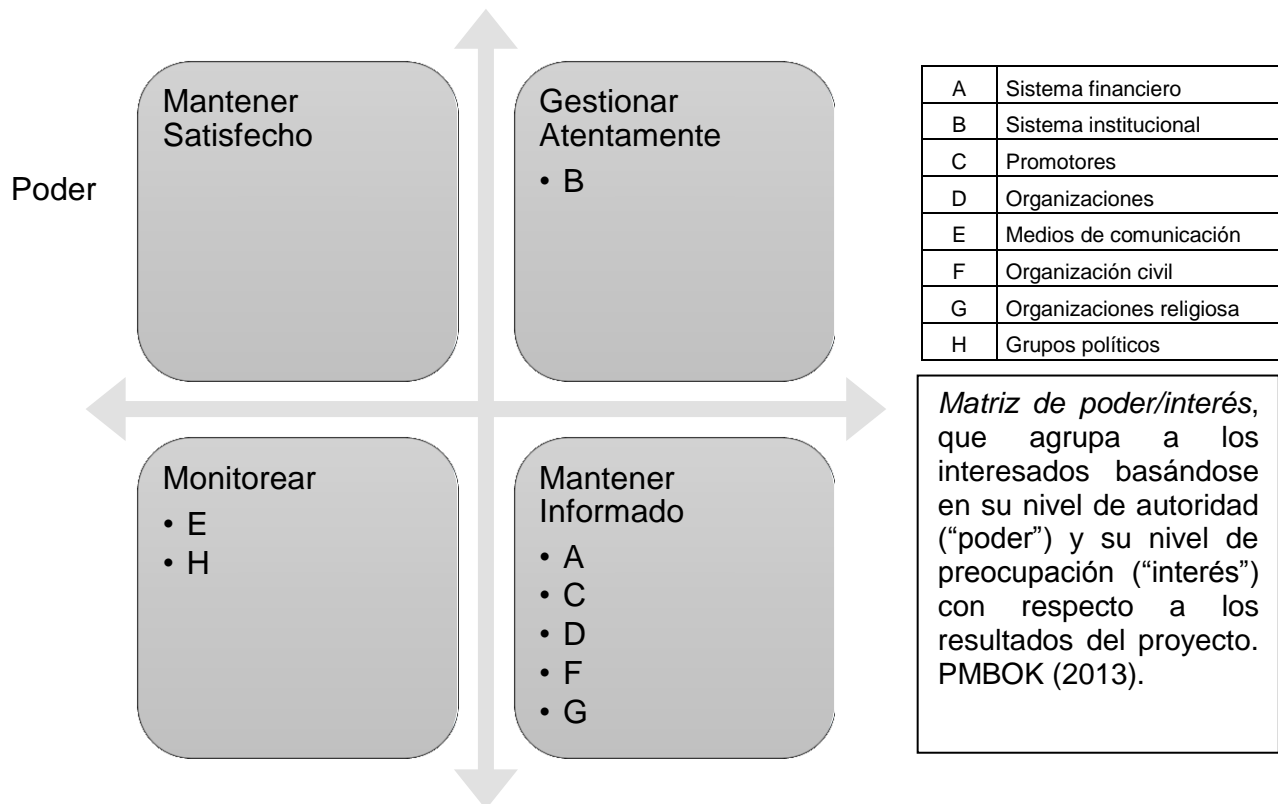 Poder
Mantener
Satisfecho
Gestionar
Atentamente
• B
Monitorear
• E
• H
Mantener
Informado
• A
• C
• D
• F
• G
A Sistema financiero
B Sistema institucional
C Promotores
D Organizaciones
E Medios de comunicación
F Organización civil
G Organizaciones religiosa
H Grupos políticos
Matriz de poder/interés,
que agrupa a los
interesados basándose
en su nivel de autoridad
(“poder”) y su nivel de
preocupación (“interés”)
con respecto a los
resultados del proyecto.
PMBOK (2013).